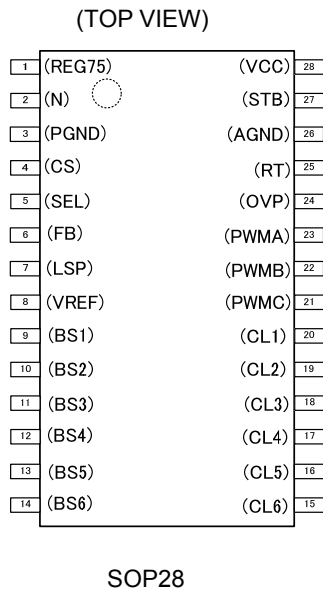 (TOP VIEW)
1 (REG75) (VCC) 28
2 (N) (STB) 27
3 (PGND) (AGND) 26
4 (CS) (RT) 25
5 (SEL) (OVP) 24
6 (FB) (PWMA) 23
7 (LSP) (PWMB) 22
8 (VREF) (PWMC) 21
9 (BS1) (CL1) 20
10 (BS2) (CL2) 19
11 (BS3) (CL3) 18
12 (BS4) (CL4) 17
13 (BS5) (CL5) 16
14 (BS6) (CL6) 15
SOP28